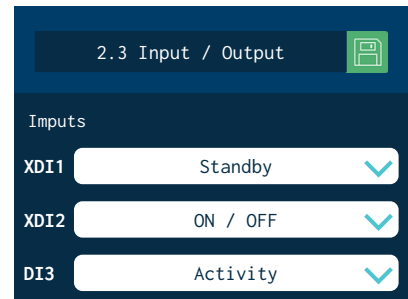 2.3 Input / Output
Imputs
XDI1 Standby
XDI2 ON / OFF
DI3 Activity